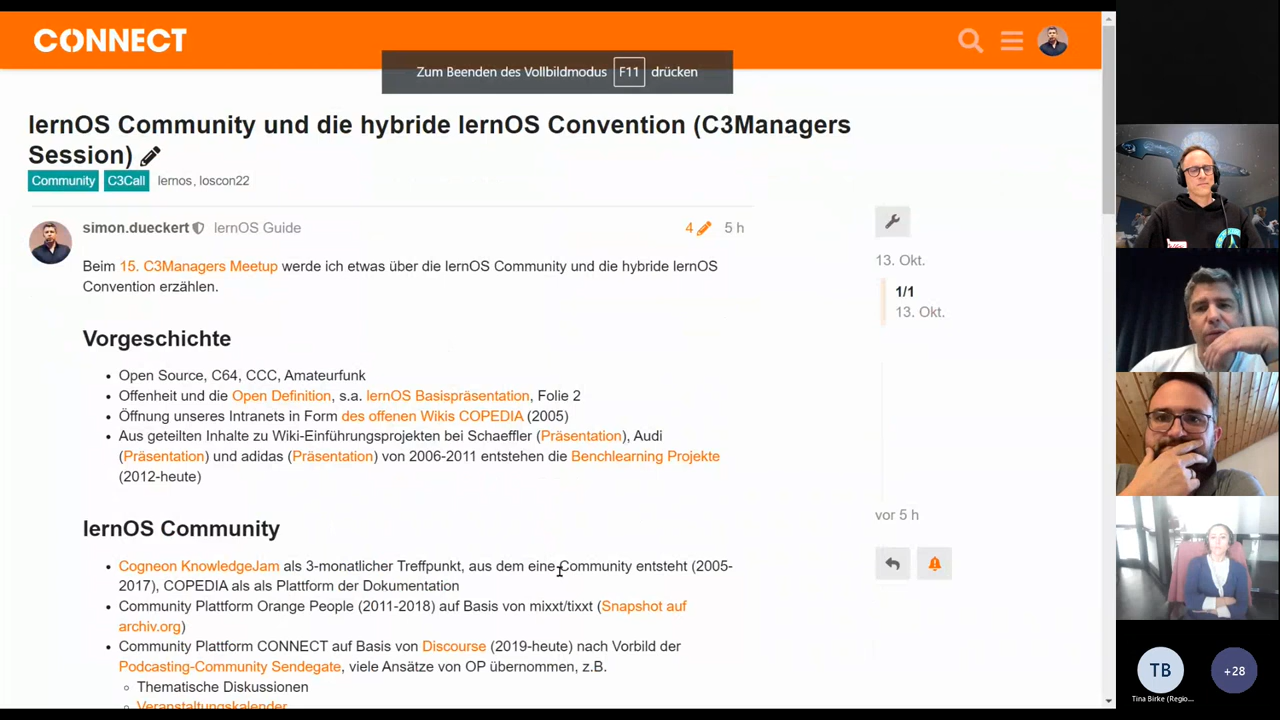 CONNECT
Zum Beenden des Vollbildmodus F11 drücken
lernOS Community und die hybride lernOS Convention (C3Managers
Session)
Community C3Call lernos, loscon22
simon.dueckert lernOS Guide 4 5 h
Beim 15. C3Managers Meetup werde ich etwas über die lernOS Community und die hybride lernOS
Convention erzählen.
13. Okt.
1/1
13. Okt.
Vorgeschichte
• Open Source, C64, CCC, Amateurfunk
• Offenheit und die Open Definition, s.a. lernOS Basispräsentation, Folie 2
• Öffnung unseres Intranets in Form des offenen Wikis COPEDIA (2005)
• Aus geteilten Inhalte zu Wiki-Einführungsprojekten bei Schaeffler (Präsentation), Audi
(Präsentation) und adidas (Präsentation) von 2006-2011 entstehen die Benchlearning Projekte
(2012-heute)
vor 5 h
lernOS Community
• Cogneon KnowledgeJam als 3-monatlicher Treffpunkt, aus dem eine Community entsteht (2005-
2017), COPEDIA als als Plattform der Dokumentation
• Community Plattform Orange People (2011-2018) auf Basis von mixxt/tixxt (Snapshot auf
archiv.org)
• Community Plattform CONNECT auf Basis von Discourse (2019-heute) nach Vorbild der
Podcasting-Community Sendegate, viele Ansätze von OP übernommen, z.B.
◦ Thematische Diskussionen
◦ Veranstaltungskalender
TB
Tina Birke (Regio...
+28